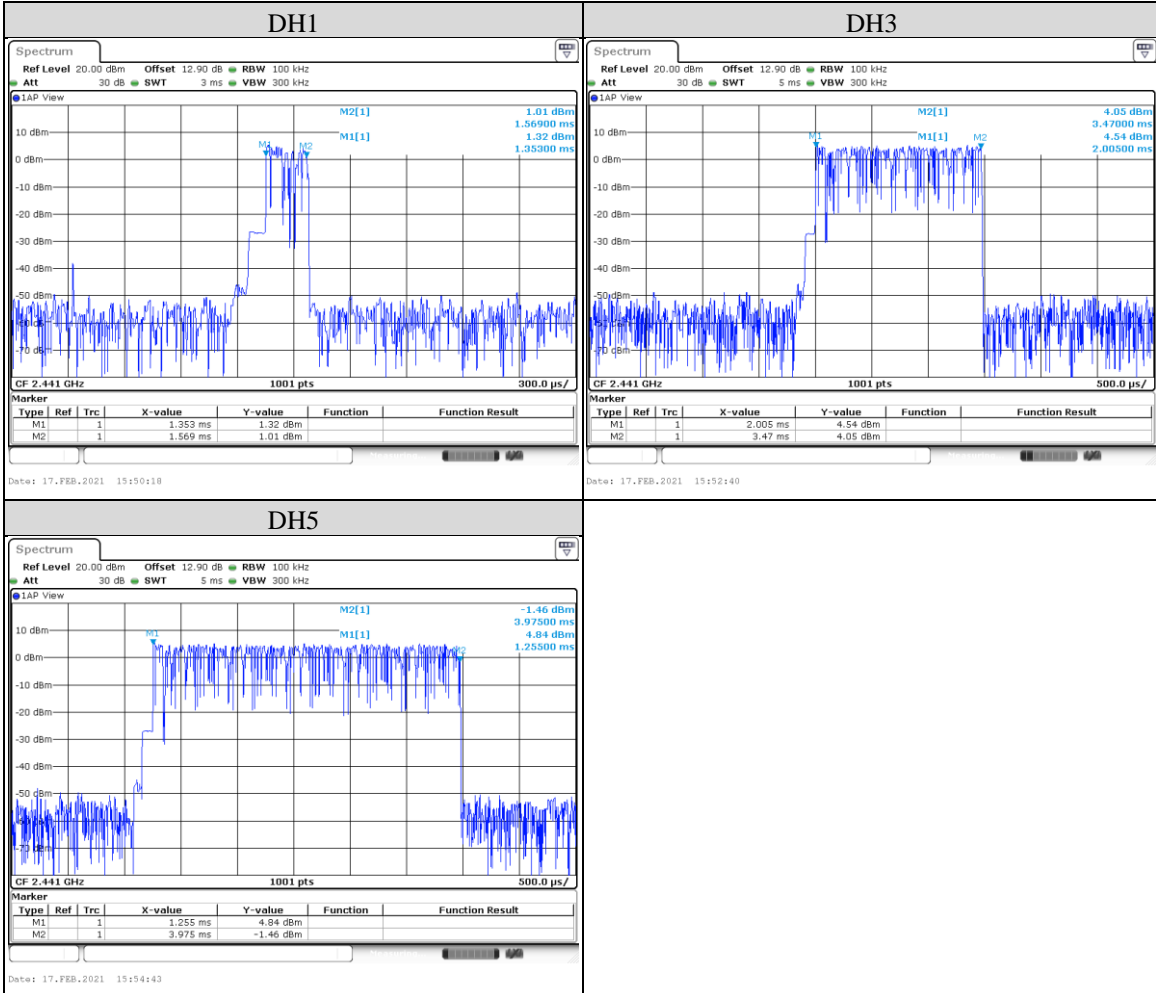 DH1
Spectrum
Ref Level 20.00 dBm Offset 12.90 dB RBW 100 kHz
Att 30 dB SWT 3 ms VBW 300 kHz
1AP View
M2[1] 1.01 dBm
1.56900 ms
10 dBm M1[1] 1.32 dBm
M1 M2 1.35300 ms
0 dBm
-10 dBm
-20 dBm
-30 dBm
-40 dBm
-50 dBm
-60 dBm
-70 dBm
CF 2.441 GHz 1001 pts 300.0 µs/
Marker
Type Ref Trc X-value Y-value Function Function Result
M1 1 1.353 ms 1.32 dBm
M2 1 1.569 ms 1.01 dBm
Date: 17.FEB.2021 15:50:18
DH3
Spectrum
Ref Level 20.00 dBm Offset 12.90 dB RBW 100 kHz
Att 30 dB SWT 5 ms VBW 300 kHz
1AP View
M2[1] 4.05 dBm
3.47000 ms
10 dBm M1 M1[1] M2 4.54 dBm
2.00500 ms
0 dBm
-10 dBm
-20 dBm
-30 dBm
-40 dBm
-50 dBm
-60 dBm
-70 dBm
CF 2.441 GHz 1001 pts 500.0 µs/
Marker
Type Ref Trc X-value Y-value Function Function Result
M1 1 2.005 ms 4.54 dBm
M2 1 3.47 ms 4.05 dBm
Date: 17.FEB.2021 15:52:40
DH5
Spectrum
Ref Level 20.00 dBm Offset 12.90 dB RBW 100 kHz
Att 30 dB SWT 5 ms VBW 300 kHz
1AP View
M2[1] -1.46 dBm
3.97500 ms
10 dBm M1 M1[1] 4.84 dBm
1.25500 ms
0 dBm M2
-10 dBm
-20 dBm
-30 dBm
-40 dBm
-50 dBm
-70 dBm
CF 2.441 GHz 1001 pts 500.0 µs/
Marker
Type Ref Trc X-value Y-value Function Function Result
M1 1 1.255 ms 4.84 dBm
M2 1 3.975 ms -1.46 dBm
Date: 17.FEB.2021 15:54:43